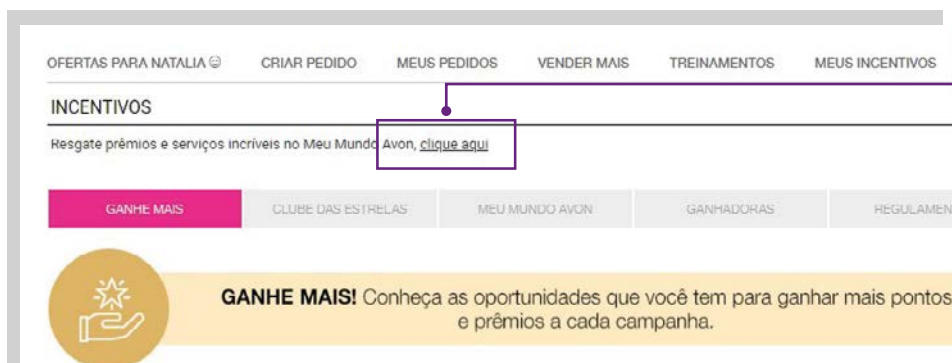 OFERTAS PARA NATALIA ☺ CRIAR PEDIDO MEUS PEDIDOS VENDER MAIS TREINAMENTOS MEUS INCENTIVOS
INCENTIVOS
Resgate prêmios e serviços incríveis no Meu Mundo Avon, clique aqui
GANHE MAIS CLUBE DAS ESTRELAS MEU MUNDO AVON GANHADORAS REGULAMEN
GANHE MAIS! Conheça as oportunidades que você tem para ganhar mais pontos
e prêmios a cada campanha.